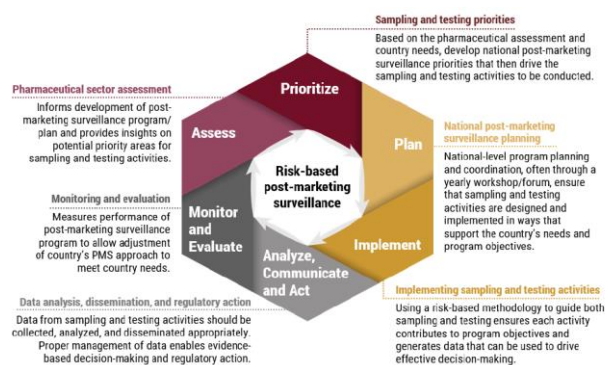 Sampling and testing priorities
Based on the pharmaceutical assessment and
country needs, develop national post-marketing
surveillance priorities that then drive the
sampling and testing activities to be conducted.
Prioritize
Pharmaceutical sector assessment
Informs development of post-
marketing surveillance program/
plan and provides insights on
potential priority areas for
sampling and testing activities.
Assess
Plan
National post-marketing
surveillance planning
National-level program planning
and coordination, often through a
yearly workshop/forum, ensure
that sampling and testing
activities are designed and
implemented in ways that
support the country's needs and
program objectives.
Risk-based
post-marketing
surveillance
Monitoring and evaluation
Measures performance of
post-marketing surveillance
program to allow adjustment
of country's PMS approach to
meet country needs.
Monitor
and
Evaluate
Implement
Analyze,
Communicate
and Act
Data analysis, dissemination, and regulatory action
Data from sampling and testing activities should be
collected, analyzed, and disseminated appropriately.
Proper management of data enables evidence-
based decision-making and regulatory action.
Implementing sampling and testing activities
Using a risk-based methodology to guide both
sampling and testing ensures each activity
contributes to program objectives and
generates data that can be used to drive
effective decision-making.